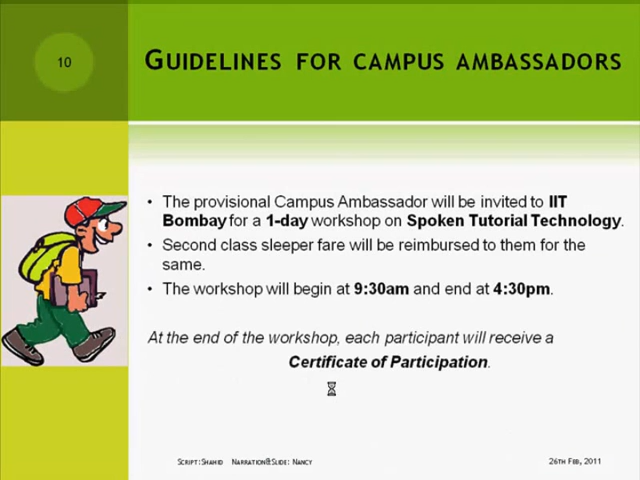 10
GUIDELINES FOR CAMPUS AMBASSADORS
• The provisional Campus Ambassador will be invited to IIT
Bombay for a 1-day workshop on Spoken Tutorial Technology.
• Second class sleeper fare will be reimbursed to them for the
same.
• The workshop will begin at 9:30am and end at 4:30pm.
At the end of the workshop, each participant will receive a
Certificate of Participation.
SCRIPT:SHAHID NARRATION&SLIDE: NANCY
26TH FEB, 2011